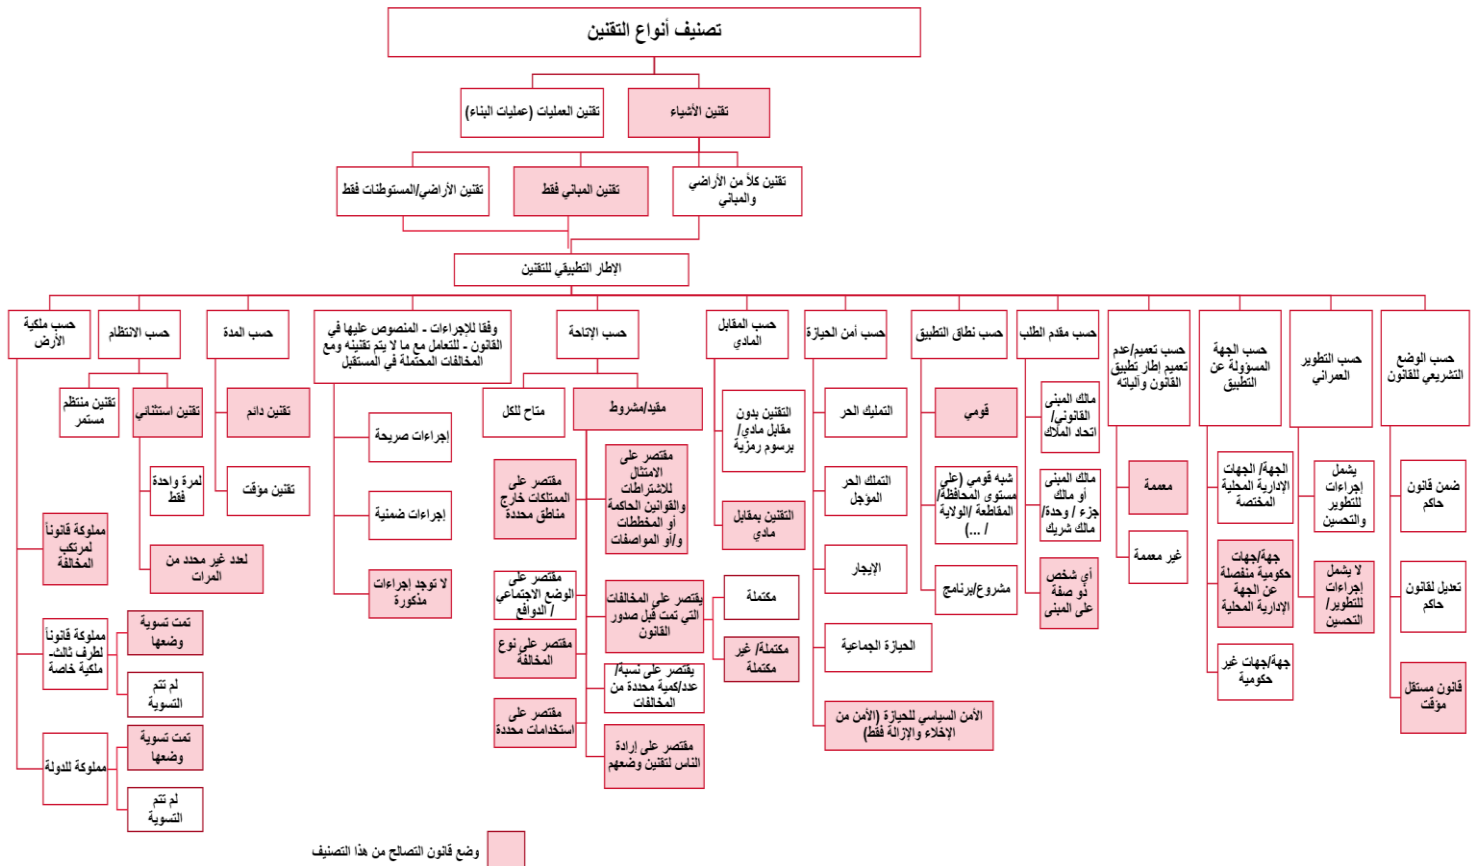 تصنيف أنواع التقنين
تقنين الأشياء
تقنين العمليات (عمليات البناء)
تقنين كلاً من الأراضي
والمباني
تقنين المباني فقط
تقنين الأراضي/المستوطنات فقط
الإطار التطبيقي للتقنين
حسب الوضع
التشريعي للقانون
ضمن قانون
حاكم
تعديل لقانون
حاكم
قانون مستقل
مؤقت
حسب التطوير
العمراني
يشمل
إجراءات
للتطوير
والتحسين
لا يشمل
إجراءات
للتطوير/
التحسين
حسب الجهة
المسؤولة عن
التطبيق
الجهة/ الجهات
الإدارية المحلية
المختصة
جهة/جهات
حكومية منفصلة
عن الجهة
الإدارية المحلية
جهة/جهات غير
حكومية
حسب تعميم/عدم
تعميم إطار تطبيق
القانون وآلياته
معممة
غير معممة
حسب مقدم الطلب
مالك المبنى
القانوني/
اتحاد الملاك
مالك المبنى
أو مالك
جزء / وحدة/
مالك شريك
أي شخص
ذو صفة
على المبنى
حسب نطاق التطبيق
قومي
شبه قومي (على
مستوى المحافظة/
المقاطعة /الولاية
/ ...)
مشروع/برنامج
حسب أمن الحيازة
التمليك الحر
التملك الحر
المؤجل
الإيجار
الحيازة الجماعية
الأمن السياسي للحيازة (الأمن من
الإخلاء والإزالة فقط)
حسب المقابل
المادي
التقنين بدون
مقابل مادي/
برسوم رمزية
التقنين بمقابل
مادي
حسب الإتاحة
مقيد/مشروط
متاح للكل
مقتصر على
الامتثال
للاشتراطات
والقوانين الحاكمة
و/أو المخططات
أو المواصفات
مقتصر على
الممتلكات خارج
مناطق محددة
يقتصر على المخالفات
التي تمت قبل صدور
القانون
مكتملة
مكتملة/ غير
مكتملة
مقتصر على
الوضع الاجتماعي
/ الدوافع
مقتصر على نوع
المخالفة
يقتصر على نسبة/
عدد/كمية محددة من
المخالفات
مقتصر على
استخدامات محددة
مقتصر على إرادة
الناس لتقنين وضعهم
وفقا للإجراءات - المنصوص عليها في
القانون - للتعامل مع ما لا يتم تقنينه ومع
المخالفات المحتملة في المستقبل
إجراءات صريحة
إجراءات ضمنية
لا توجد إجراءات
مذكورة
حسب المدة
تقنين دائم
تقنين مؤقت
حسب الانتظام
تقنين استثنائي
تقنين منتظم
مستمر
لمرة واحدة
فقط
لعدد غير محدد من
المرات
حسب ملكية
الأرض
مملوكة قانوناً
لمرتكب
المخالفة
مملوكة قانوناً
لطرف ثالث-
ملكية خاصة
تمت تسوية
وضعها
لم تتم
التسوية
مملوكة للدولة
تمت تسوية
وضعها
لم تتم
التسوية
وضع قانون التصالح من هذا التصنيف